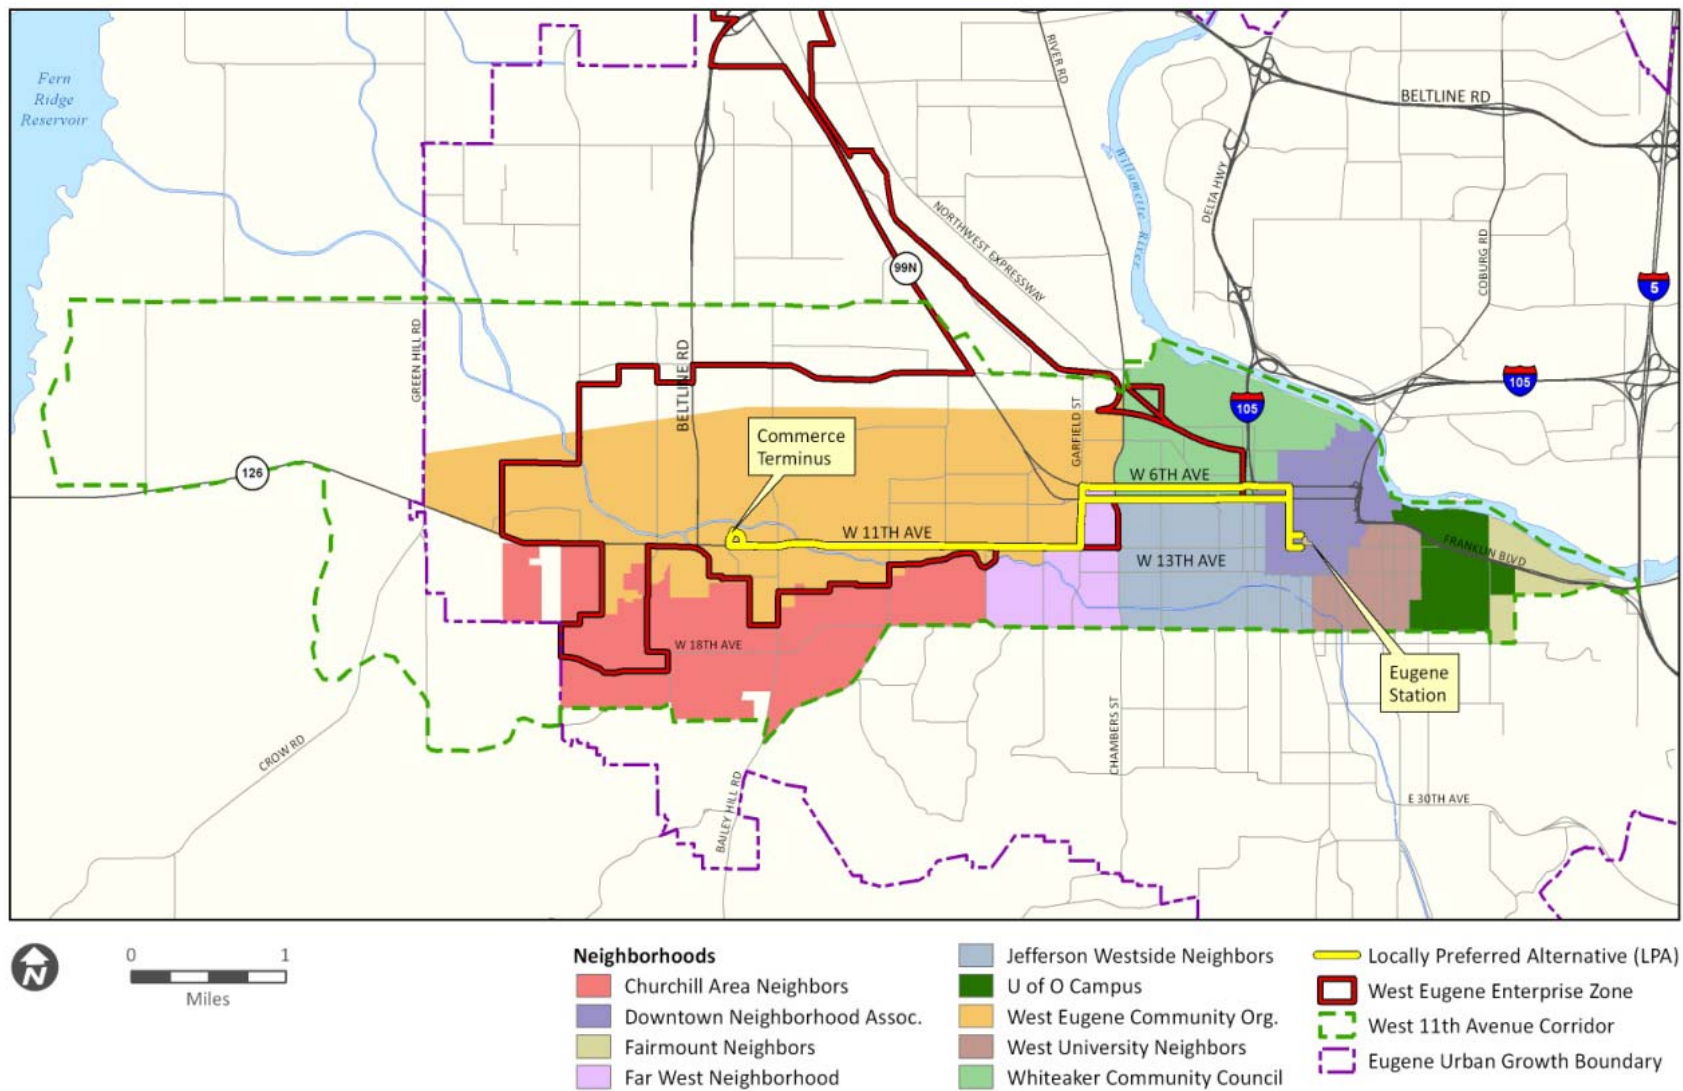 Fern
Ridge
Reservoir
RIVER RD
BELTLINE RD
Willamette River
DELTA HWY
NORTHWEST EXPRESSWAY
COBURG RD
99N
5
GREEN HILL RD
BELTLINE RD
105
105
GARFIELD ST
Commerce
Terminus
126
W 6TH AVE
W 11TH AVE
FRANKLIN BLVD
W 13TH AVE
W 18TH AVE
Eugene
Station
CROW RD
CHAMBERS ST
BAILEY HILL RD
E 30TH AVE
N
0 1
Miles
Neighborhoods
Churchill Area Neighbors
Downtown Neighborhood Assoc.
Fairmount Neighbors
Far West Neighborhood
Jefferson Westside Neighbors
U of O Campus
West Eugene Community Org.
West University Neighbors
Whiteaker Community Council
Locally Preferred Alternative (LPA)
West Eugene Enterprise Zone
West 11th Avenue Corridor
Eugene Urban Growth Boundary